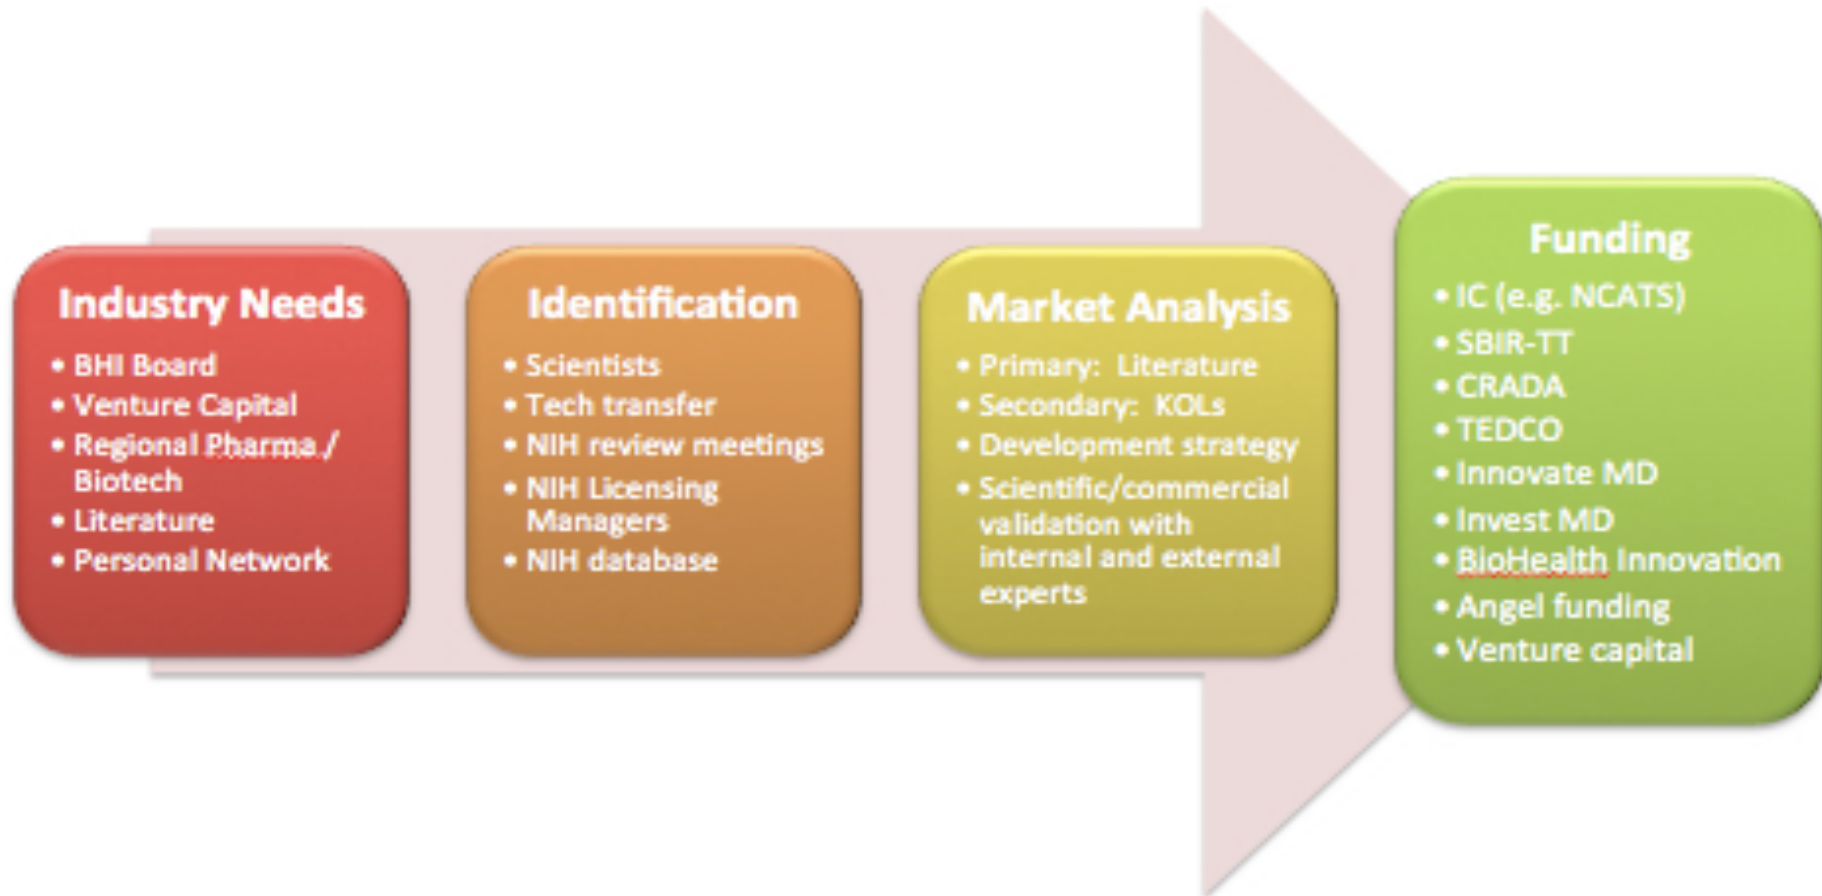 Industry Needs
• BHI Board
• Venture Capital
• Regional Pharma./
Biotech
• Literature
• Personal Network
Identification
• Scientists
• Tech transfer
• NIH review meetings
• NIH Licensing
Managers
• NIH database
Market Analysis
• Primary: Literature
• Secondary: KOLs
• Development strategy
• Scientific/commercial
validation with
internal and external
experts
Funding
• IC (e.g. NCATS)
• SBIR-TT
• CRADA
• TEDCO
• Innovate MD
• Invest MD
• BioHealth Innovation
• Angel funding
• Venture capital